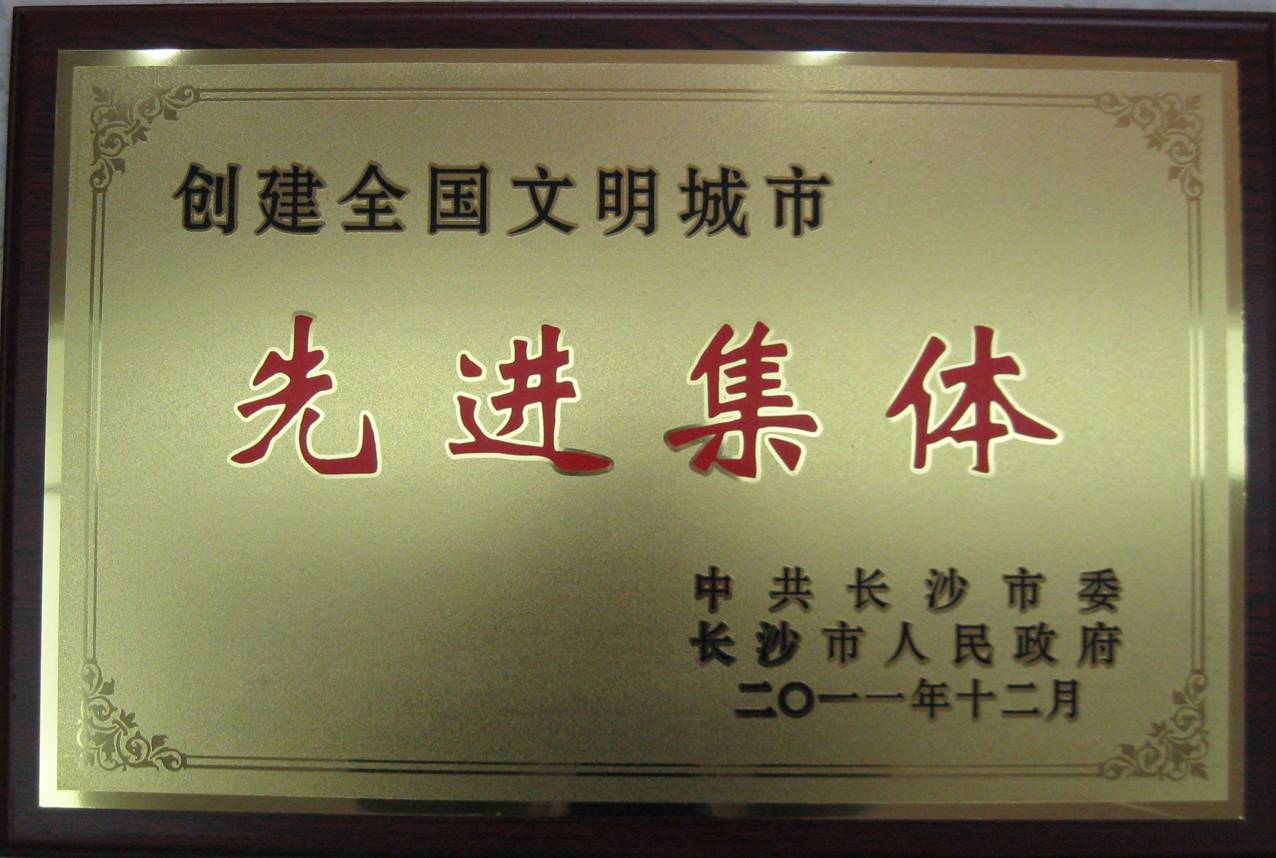 创建全国文明城市
先进集体
中共长沙市委
长沙市人民政府
二〇一一年十二月